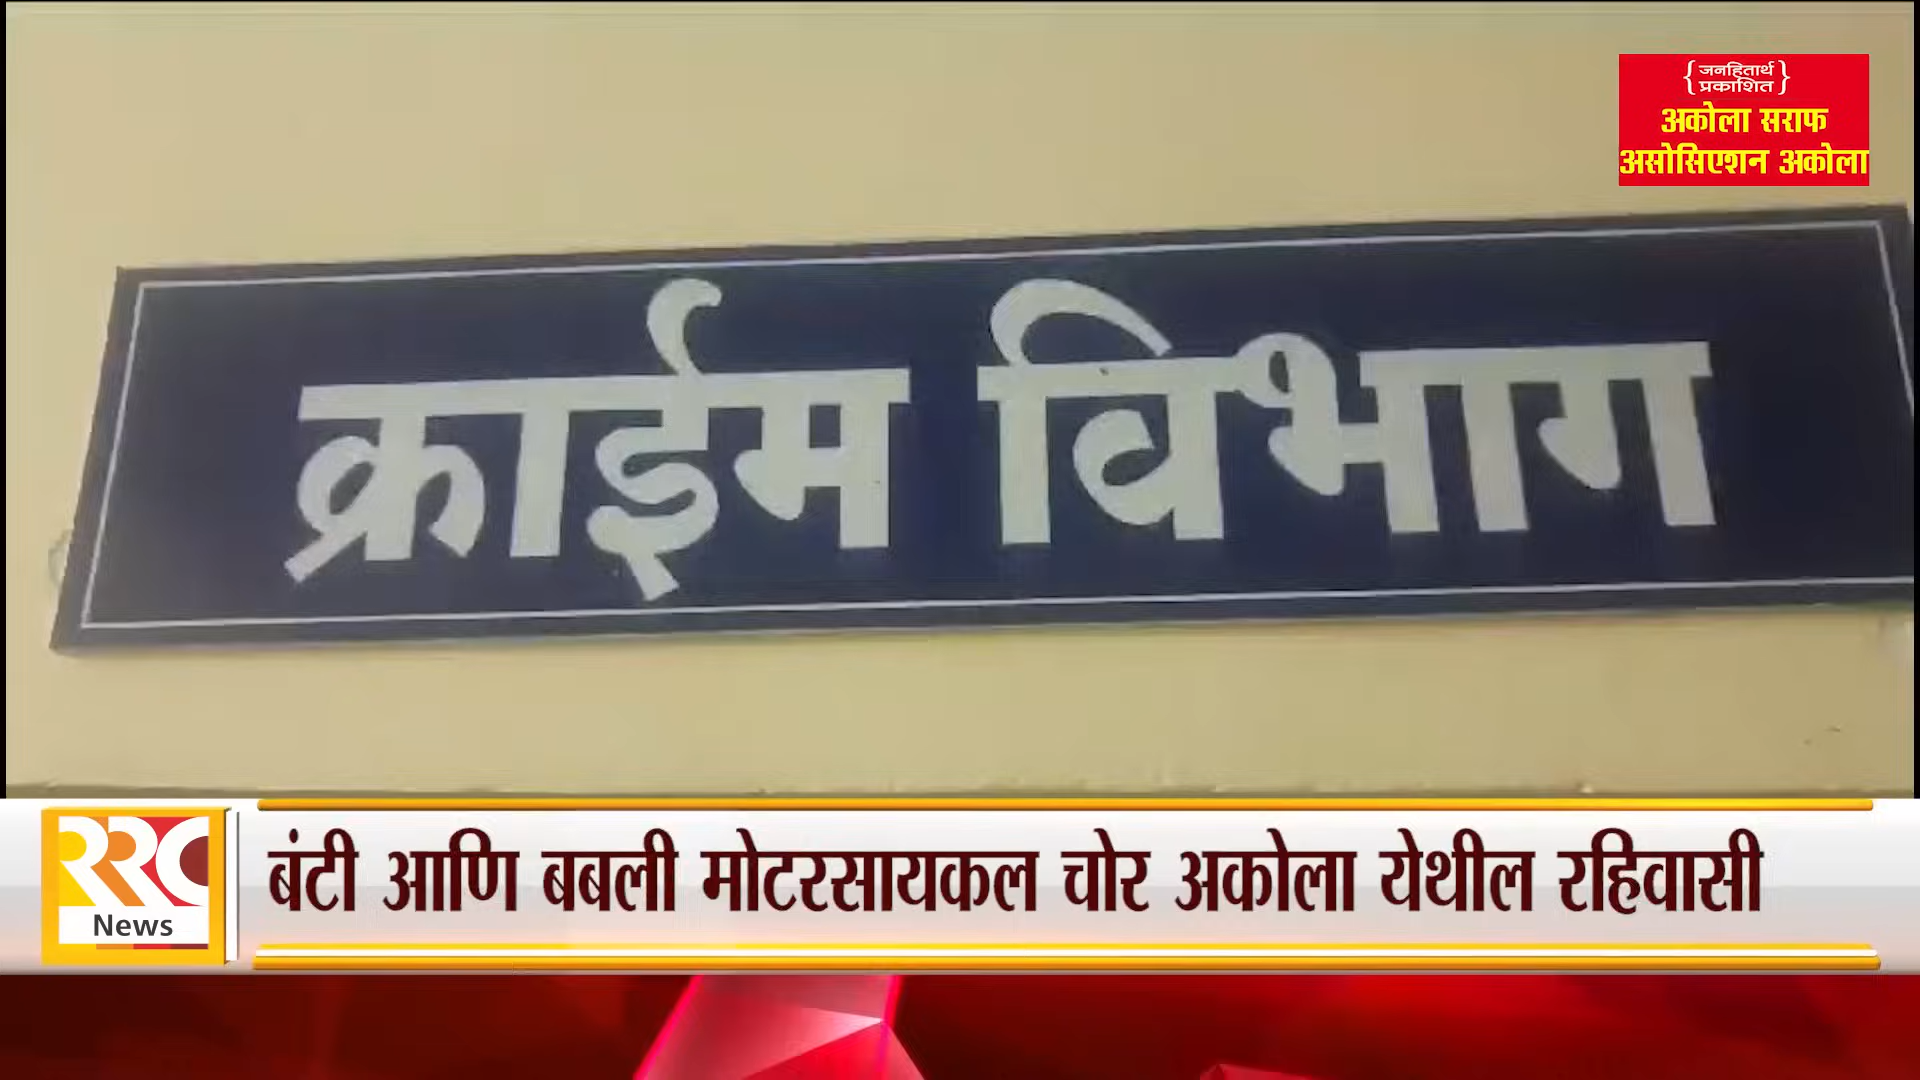 { जनहितार्थ
प्रकाशित }
अकोला सराफ
असोसिएशन अकोला
क्राईम विभाग
RRC
News
बंटी आणि बबली मोटरसायकल चोर अकोला येथील रहिवासी